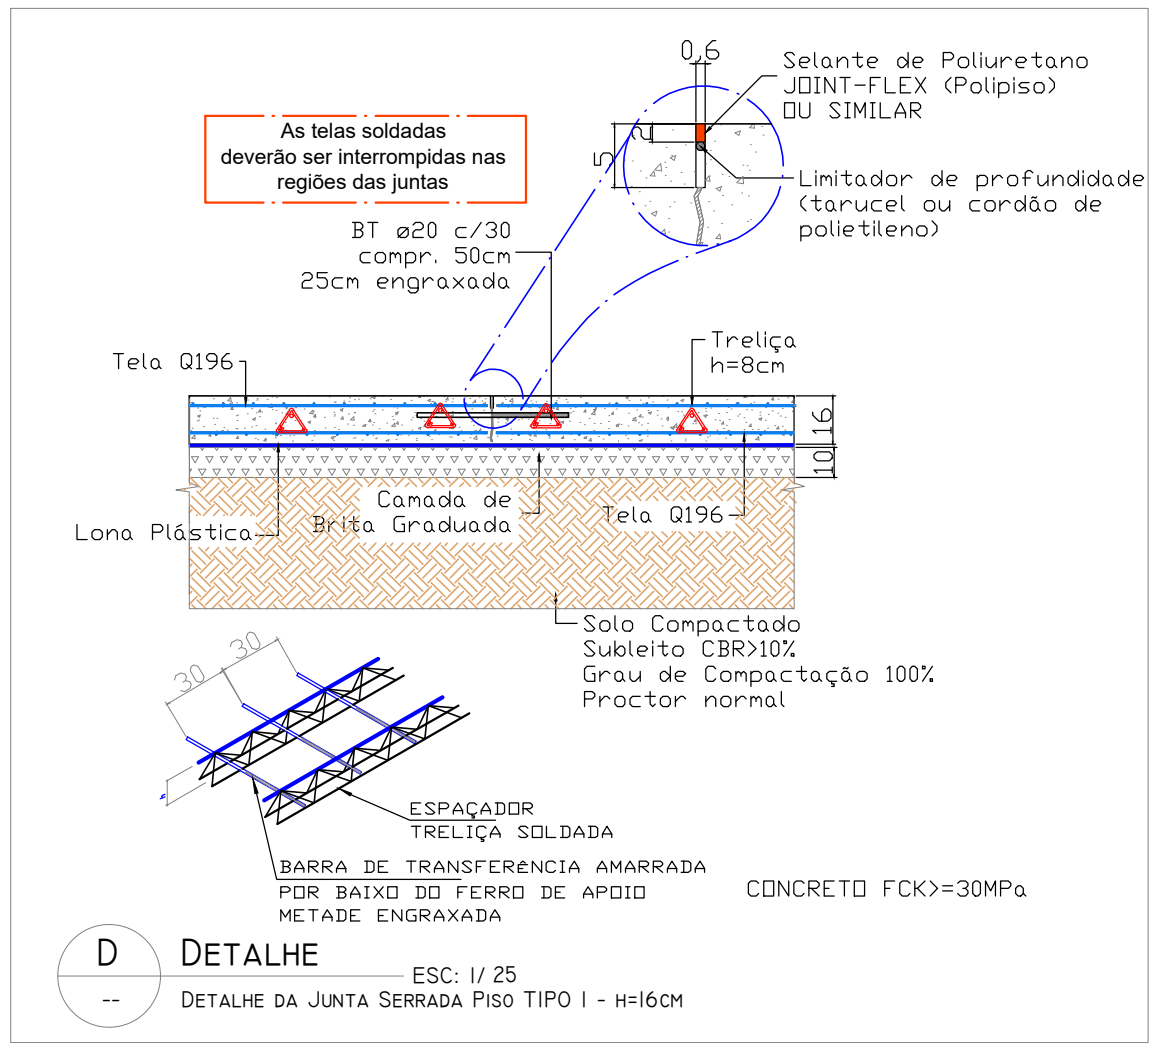 0,6
Selante de Poliuretano
JOINT-FLEX (Polipiso)
OU SIMILAR
2
5
Limitador de profundidade
(tarucel ou cordão de
polietileno)
As telas soldadas
deverão ser interrompidas nas
regiões das juntas
BT ø20 c/30
compr. 50cm
25cm engraxada
Tela Q196
Treliça
h=8cm
16
10
Camada de
Brita Graduada
Tela Q196
Lona Plástica
Solo Compactado
Subleito CBR>10%
Grau de Compactação 100%
Proctor normal
30
30
h
ESPAÇADOR
TRELIÇA SOLDADA
BARRA DE TRANSFERÊNCIA AMARRADA
POR BAIXO DO FERRO DE APOIO
METADE ENGRAXADA
CONCRETO FCK>=30MPa
D
--
DETALHE
ESC: 1/ 25
DETALHE DA JUNTA SERRADA PISO TIPO 1 - H=16CM